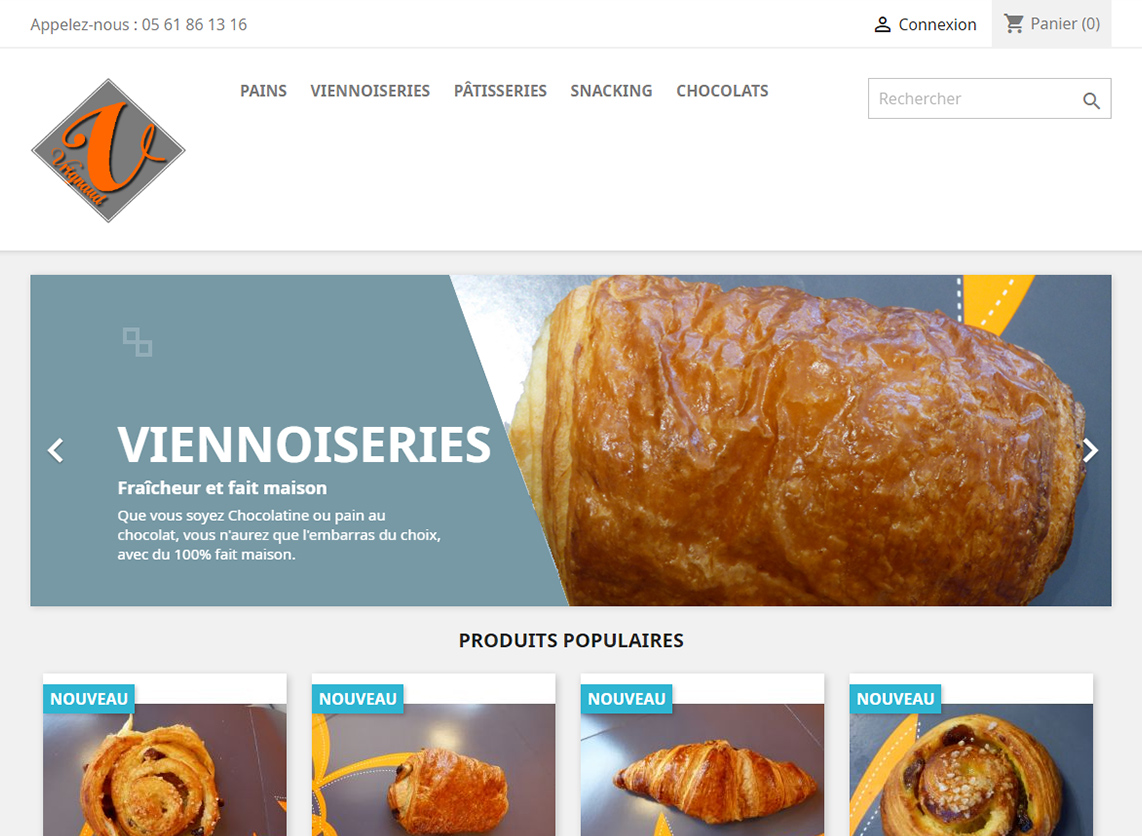 Appelez-nous : 05 61 86 13 16
Connexion
Panier (0)
Vrignaud
PAINS
VIENNOISERIES
PÂTISSERIES
SNACKING
CHOCOLATS
Rechercher
VIENNOISERIES
Fraîcheur et fait maison
Que vous soyez Chocolatine ou pain au
chocolat, vous n'aurez que l'embarras du choix,
avec du 100% fait maison.
PRODUITS POPULAIRES
NOUVEAU
NOUVEAU
NOUVEAU
NOUVEAU